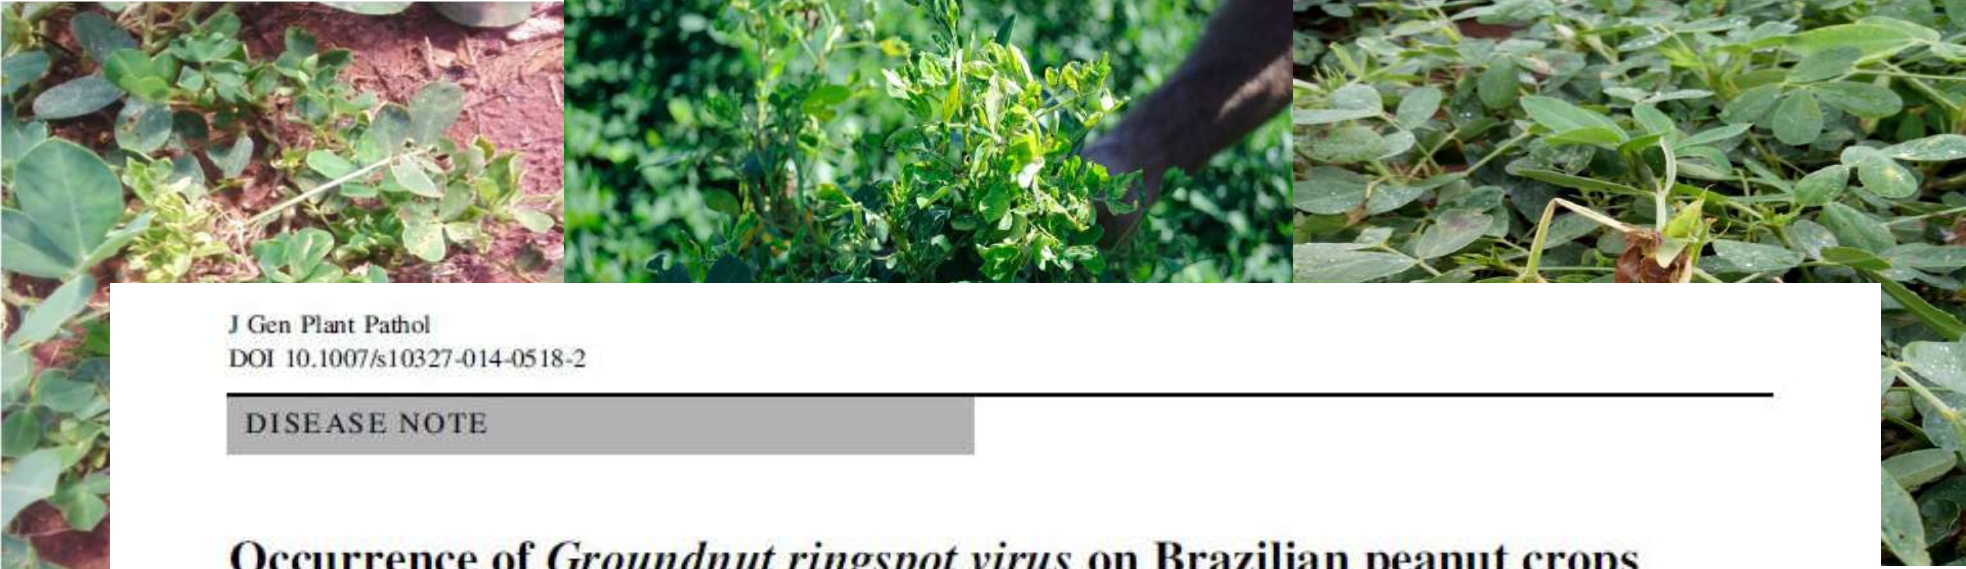 J Gen Plant Pathol
DOI 10.1007/s10327-014-0518-2
DISEASE NOTE
Occurrence of Groundnut ringspot virus on Brazilian peanut crops